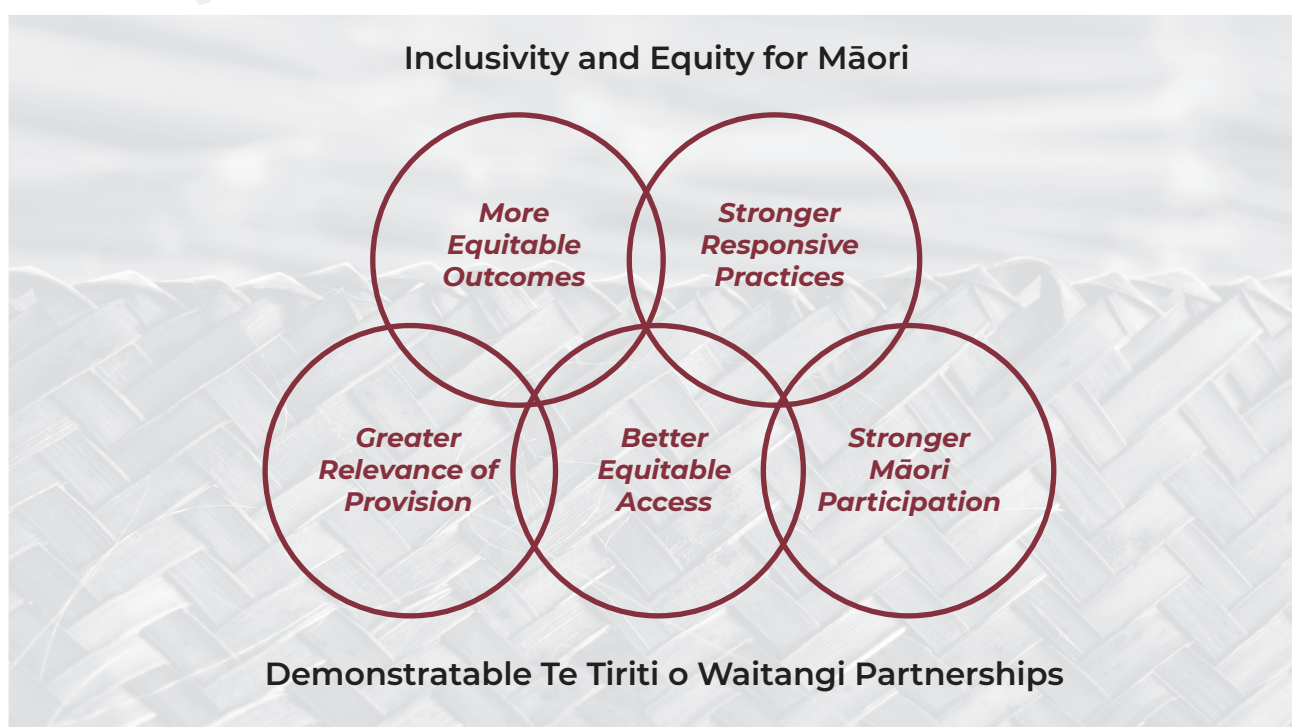 Inclusivity and Equity for Māori
More
Equitable
Outcomes
Stronger
Responsive
Practices
Greater
Relevance of
Provision
Better
Equitable
Access
Stronger
Māori
Participation
Demonstratable Te Tiriti o Waitangi Partnerships